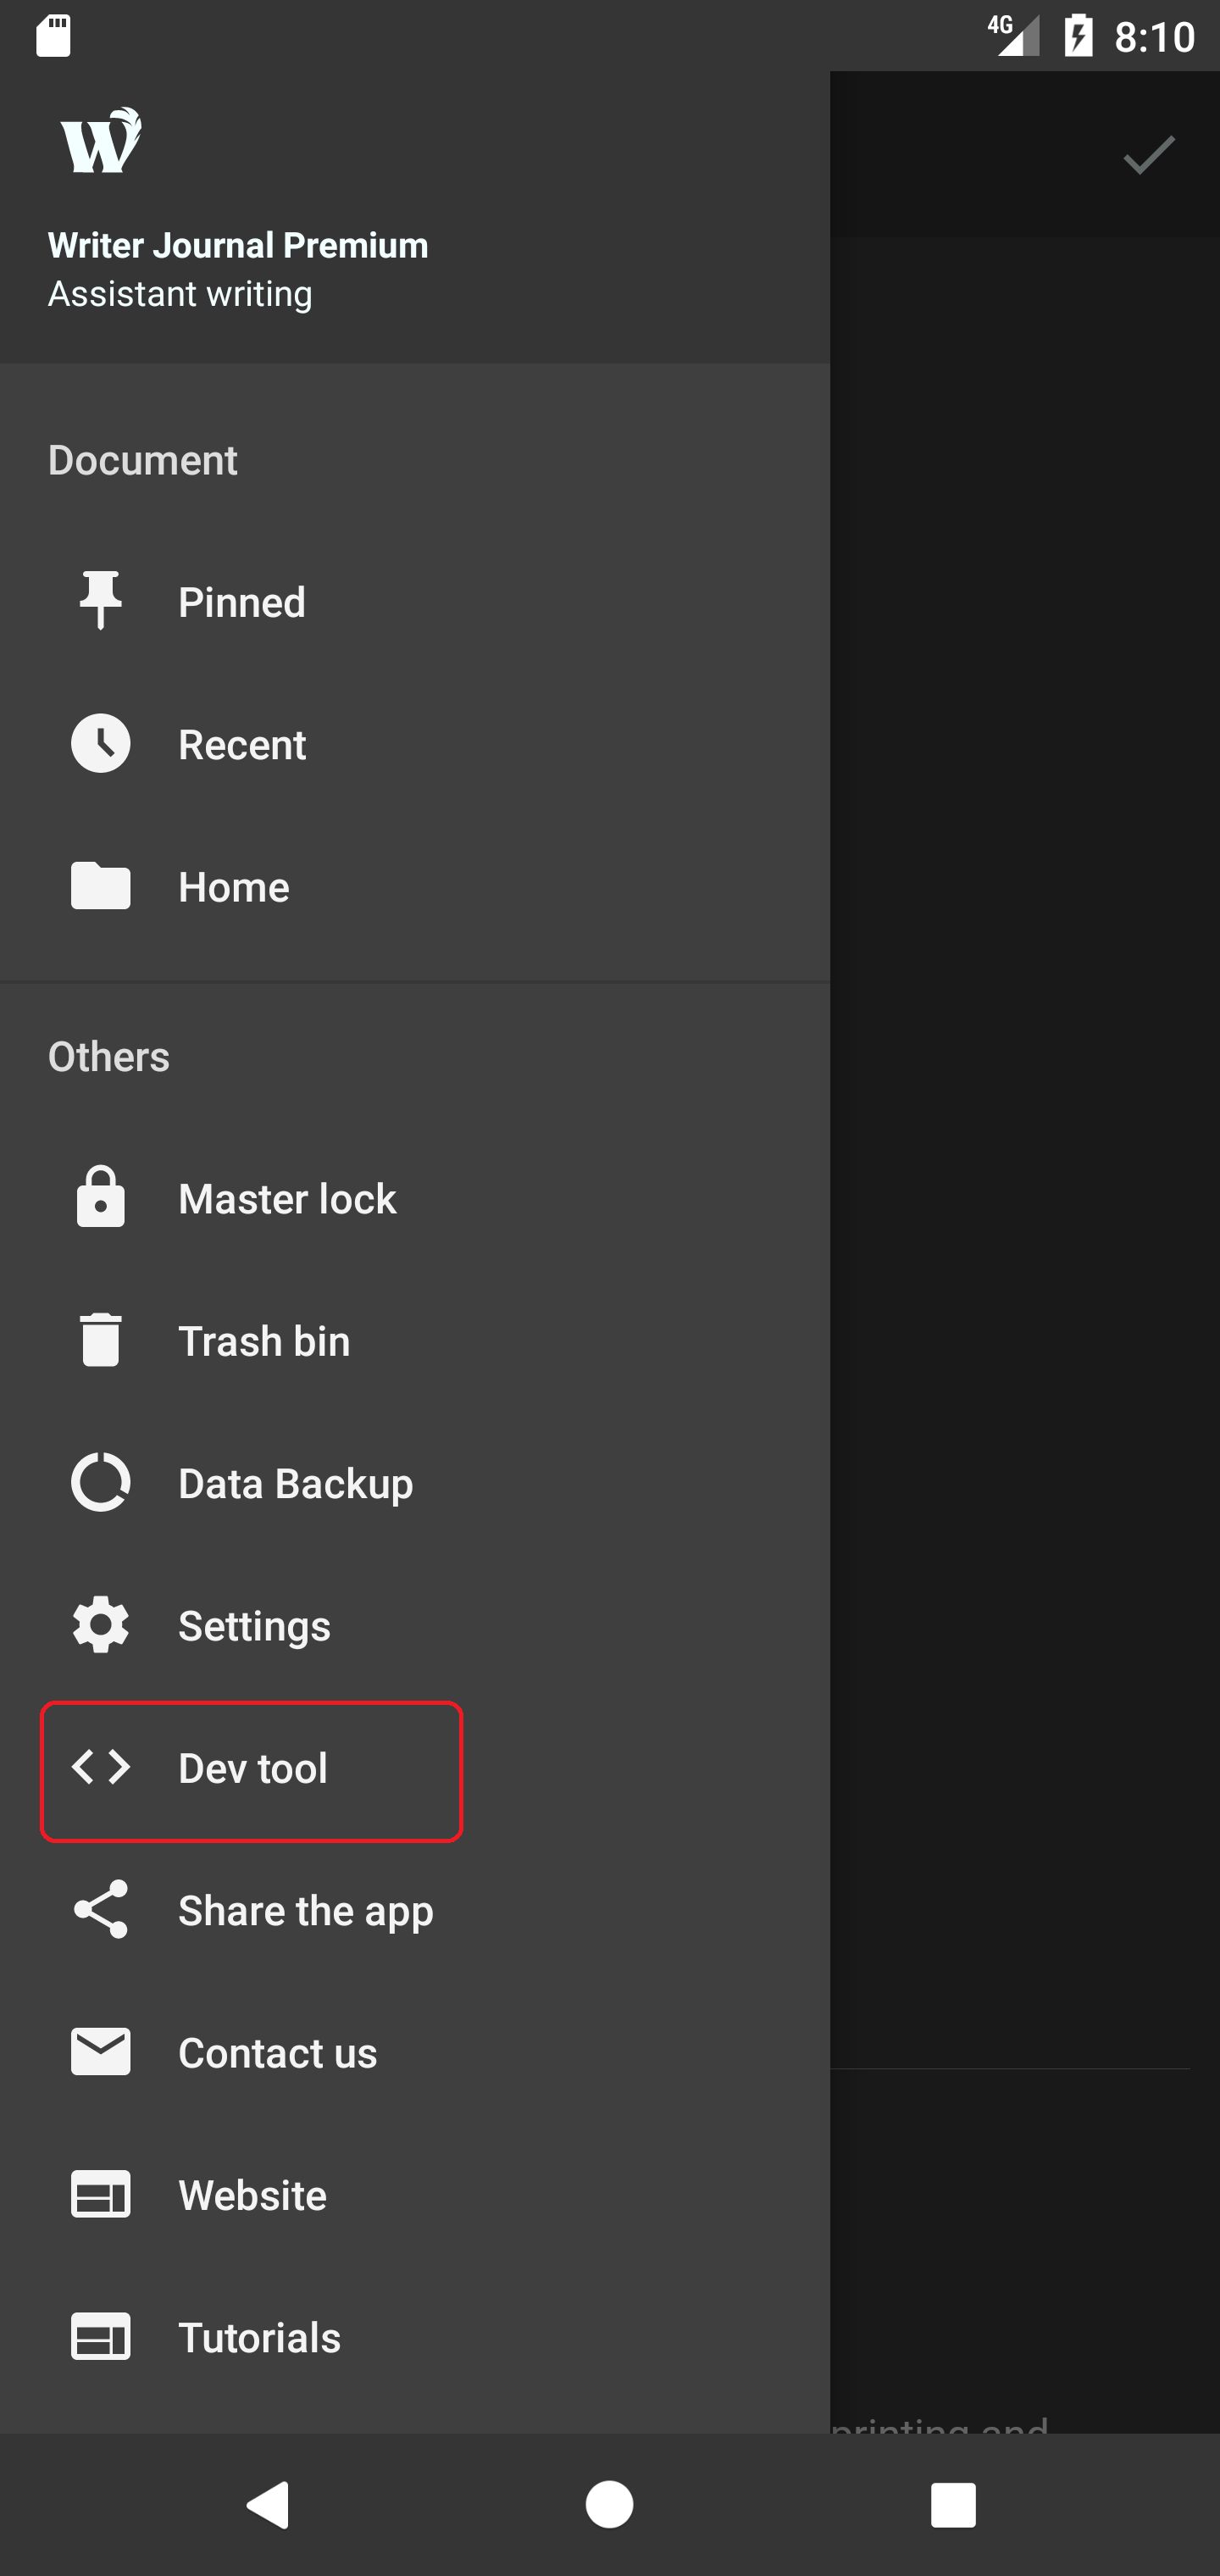 4G 8:10
W
Writer Journal Premium
Assistant writing
Document
Pinned
Recent
Home
Others
Master lock
Trash bin
Data Backup
Settings
Dev tool
Share the app
Contact us
Website
Tutorials
printing and